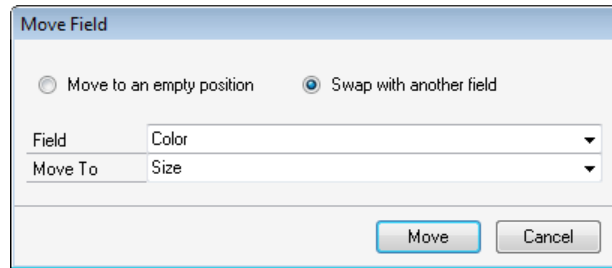 Move Field
Move to an empty position Swap with another field
Field Color
Move To Size
Move Cancel